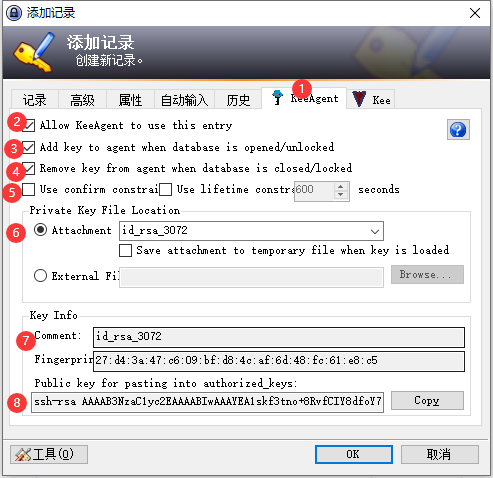 添加记录
添加记录
创建新记录。
记录 高级 属性 自动输入 历史 1 KeeAgent Kee
2 Allow KeeAgent to use this entry
3 Add key to agent when database is opened/unlocked
4 Remove key from agent when database is closed/locked
5 Use confirm constrai Use lifetime constra 600 seconds
Private Key File Location
6 Attachment id_rsa_3072
Save attachment to temporary file when key is loaded
External Fil Browse...
Key Info
7 Comment: id_rsa_3072
Fingerprin 27:d4:3a:47:c6:09:bf:d8:4c:af:6d:48:fc:61:e8:c5
Public key for pasting into authorized_keys:
8 ssh-rsa AAAAB3NzaC1yc2EAAAABIwAAAYEA1skf3tno+8RvfCIY8dfoY7 Copy
工具(O) OK 取消